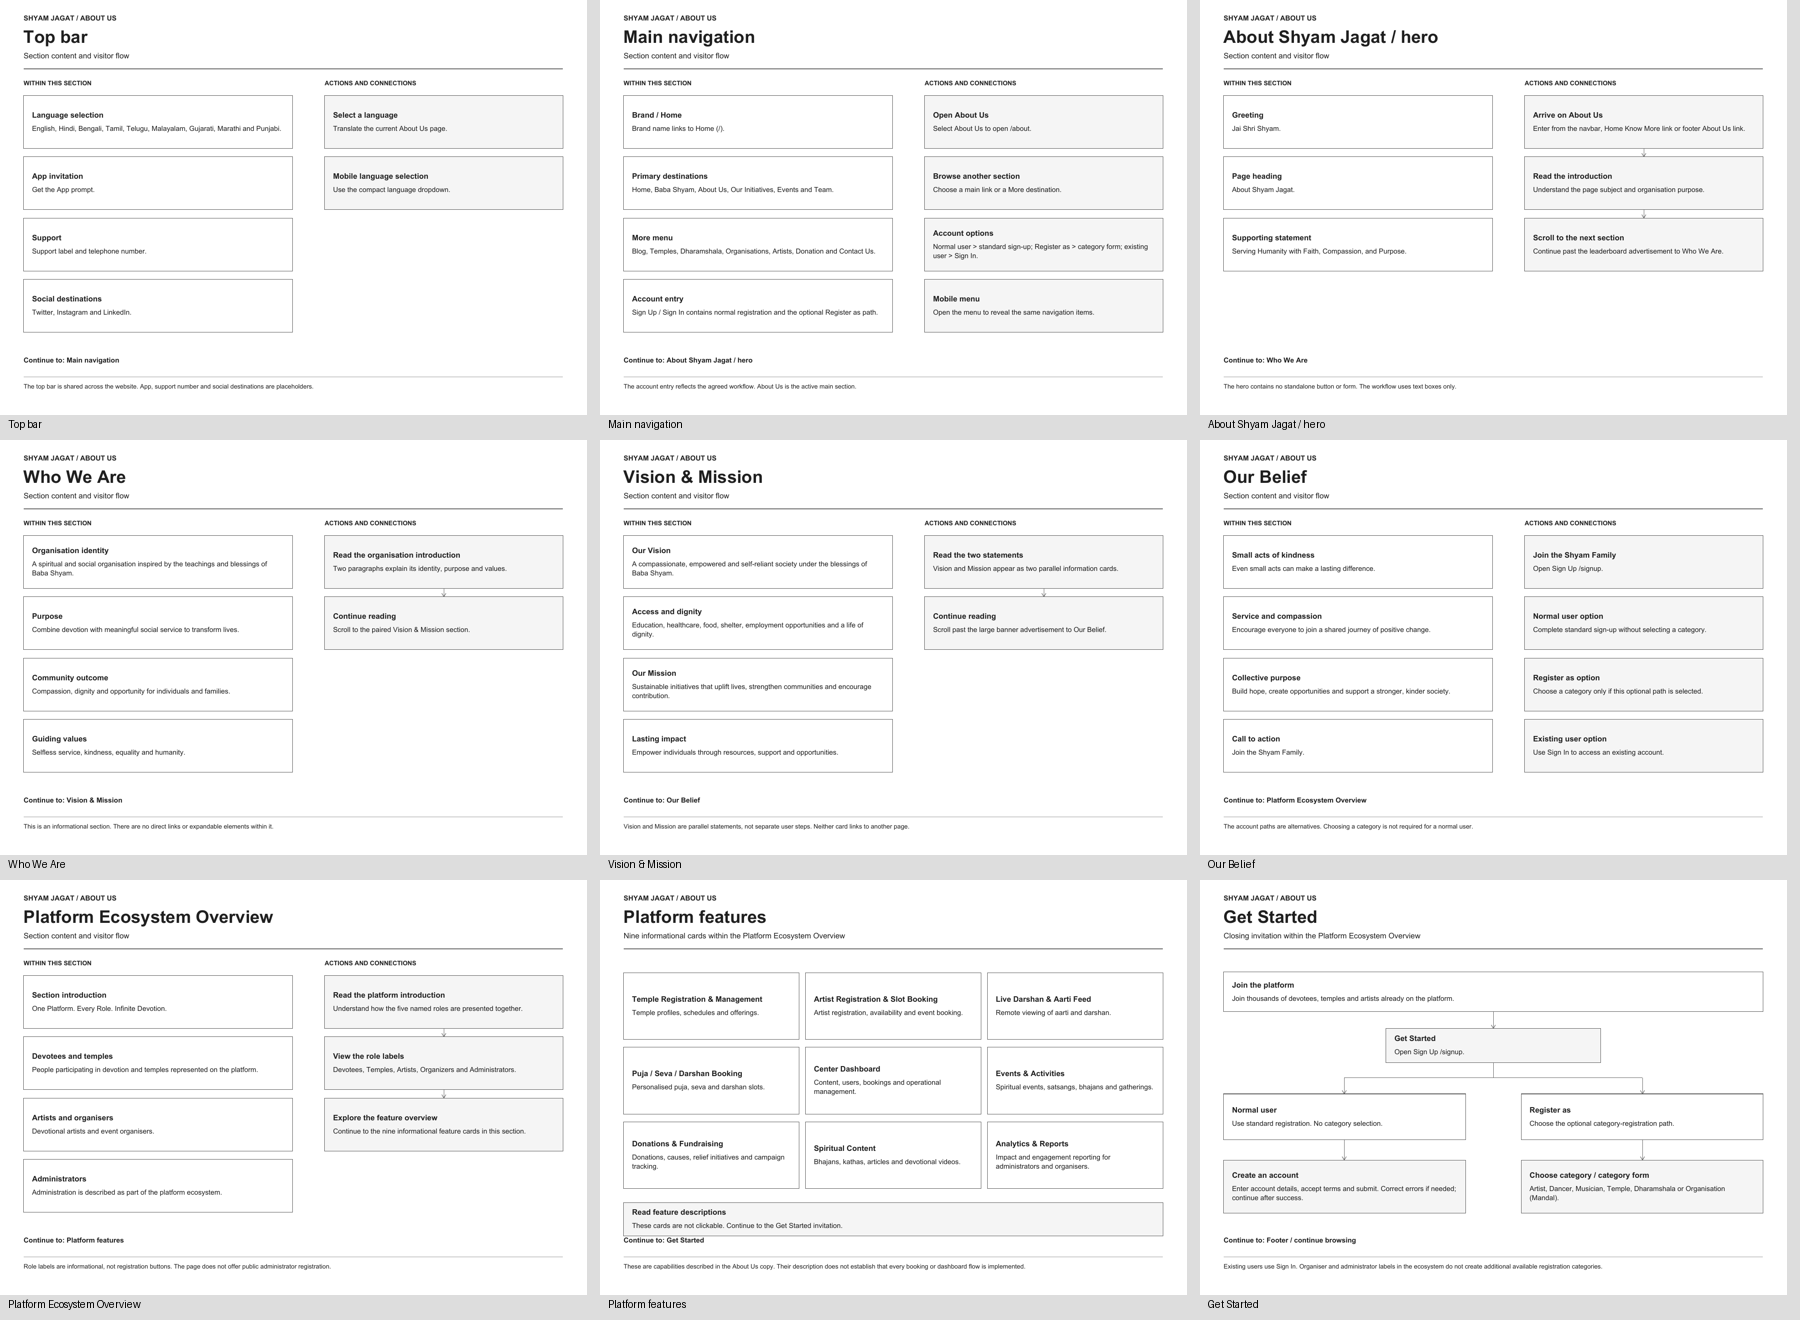 SHYAM JAGAT / ABOUT US
Top bar
Section content and visitor flow
WITHIN THIS SECTION
Language selection
English, Hindi, Bengali, Tamil, Telugu, Malayalam, Gujarati, Marathi and Punjabi.
App invitation
Get the App prompt.
Support
Support label and telephone number.
Social destinations
Twitter, Instagram and LinkedIn.
ACTIONS AND CONNECTIONS
Select a language
Translate the current About Us page.
Mobile language selection
Use the compact language dropdown.
Continue to: Main navigation
The top bar is shared across the website. App, support number and social destinations are placeholders.
Top bar
SHYAM JAGAT / ABOUT US
Main navigation
Section content and visitor flow
WITHIN THIS SECTION
Brand / Home
Brand name links to Home (/).
Primary destinations
Home, Baba Shyam, About Us, Our Initiatives, Events and Team.
More menu
Blog, Temples, Dharamshala, Organisations, Artists, Donation and Contact Us.
Account entry
Sign Up / Sign In contains normal registration and the optional Register as path.
ACTIONS AND CONNECTIONS
Open About Us
Select About Us to open /about.
Browse another section
Choose a main link or a More destination.
Account options
Normal user > standard sign-up; Register as > category form; existing
user > Sign In.
Mobile menu
Open the menu to reveal the same navigation items.
Continue to: About Shyam Jagat / hero
The account entry reflects the agreed workflow. About Us is the active main section.
Main navigation
SHYAM JAGAT / ABOUT US
About Shyam Jagat / hero
Section content and visitor flow
WITHIN THIS SECTION
Greeting
Jai Shri Shyam.
Page heading
About Shyam Jagat.
Supporting statement
Serving Humanity with Faith, Compassion, and Purpose.
ACTIONS AND CONNECTIONS
Arrive on About Us
Enter from the navbar, Home Know More link or footer About Us link.
Read the introduction
Understand the page subject and organisation purpose.
Scroll to the next section
Continue past the leaderboard advertisement to Who We Are.
Continue to: Who We Are
The hero contains no standalone button or form. The workflow uses text boxes only.
About Shyam Jagat / hero
SHYAM JAGAT / ABOUT US
Who We Are
Section content and visitor flow
WITHIN THIS SECTION
Organisation identity
A spiritual and social organisation inspired by the teachings and blessings of
Baba Shyam.
Purpose
Combine devotion with meaningful social service to transform lives.
Community outcome
Compassion, dignity and opportunity for individuals and families.
Guiding values
Selfless service, kindness, equality and humanity.
ACTIONS AND CONNECTIONS
Read the organisation introduction
Two paragraphs explain its identity, purpose and values.
Continue reading
Scroll to the paired Vision & Mission section.
Continue to: Vision & Mission
This is an informational section. There are no direct links or expandable elements within it.
Who We Are
SHYAM JAGAT / ABOUT US
Vision & Mission
Section content and visitor flow
WITHIN THIS SECTION
Our Vision
A compassionate, empowered and self-reliant society under the blessings of
Baba Shyam.
Access and dignity
Education, healthcare, food, shelter, employment opportunities and a life of
dignity.
Our Mission
Sustainable initiatives that uplift lives, strengthen communities and encourage
contribution.
Lasting impact
Empower individuals through resources, support and opportunities.
ACTIONS AND CONNECTIONS
Read the two statements
Vision and Mission appear as two parallel information cards.
Continue reading
Scroll past the large banner advertisement to Our Belief.
Continue to: Our Belief
Vision and Mission are parallel statements, not separate user steps. Neither card links to another page.
Vision & Mission
SHYAM JAGAT / ABOUT US
Our Belief
Section content and visitor flow
WITHIN THIS SECTION
Small acts of kindness
Even small acts can make a lasting difference.
Service and compassion
Encourage everyone to join a shared journey of positive change.
Collective purpose
Build hope, create opportunities and support a stronger, kinder society.
Call to action
Join the Shyam Family.
ACTIONS AND CONNECTIONS
Join the Shyam Family
Open Sign Up /signup.
Normal user option
Complete standard sign-up without selecting a category.
Register as option
Choose a category only if this optional path is selected.
Existing user option
Use Sign In to access an existing account.
Continue to: Platform Ecosystem Overview
The account paths are alternatives. Choosing a category is not required for a normal user.
Our Belief
SHYAM JAGAT / ABOUT US
Platform Ecosystem Overview
Section content and visitor flow
WITHIN THIS SECTION
Section introduction
One Platform. Every Role. Infinite Devotion.
Devotees and temples
People participating in devotion and temples represented on the platform.
Artists and organisers
Devotional artists and event organisers.
Administrators
Administration is described as part of the platform ecosystem.
ACTIONS AND CONNECTIONS
Read the platform introduction
Understand how the five named roles are presented together.
View the role labels
Devotees, Temples, Artists, Organizers and Administrators.
Explore the feature overview
Continue to the nine informational feature cards in this section.
Continue to: Platform features
Role labels are informational, not registration buttons. The page does not offer public administrator registration.
Platform Ecosystem Overview
SHYAM JAGAT / ABOUT US
Platform features
Nine informational cards within the Platform Ecosystem Overview
Temple Registration & Management
Temple profiles, schedules and offerings.
Artist Registration & Slot Booking
Artist registration, availability and event booking.
Live Darshan & Aarti Feed
Remote viewing of aarti and darshan.
Puja / Seva / Darshan Booking
Personalised puja, seva and darshan slots.
Center Dashboard
Content, users, bookings and operational
management.
Events & Activities
Spiritual events, satsangs, bhajans and gatherings.
Donations & Fundraising
Donations, causes, relief initiatives and campaign
tracking.
Spiritual Content
Bhajans, kathas, articles and devotional videos.
Analytics & Reports
Impact and engagement reporting for
administrators and organisers.
Read feature descriptions
These cards are not clickable. Continue to the Get Started invitation.
Continue to: Get Started
These are capabilities described in the About Us copy. Their description does not establish that every booking or dashboard flow is implemented.
Platform features
SHYAM JAGAT / ABOUT US
Get Started
Closing invitation within the Platform Ecosystem Overview
Join the platform
Join thousands of devotees, temples and artists already on the platform.
Get Started
Open Sign Up /signup.
Normal user
Use standard registration. No category selection.
Register as
Choose the optional category-registration path.
Create an account
Enter account details, accept terms and submit. Correct errors if needed;
continue after success.
Choose category / category form
Artist, Dancer, Musician, Temple, Dharamshala or Organisation
(Mandal).
Continue to: Footer / continue browsing
Existing users use Sign In. Organiser and administrator labels in the ecosystem do not create additional available registration categories.
Get Started